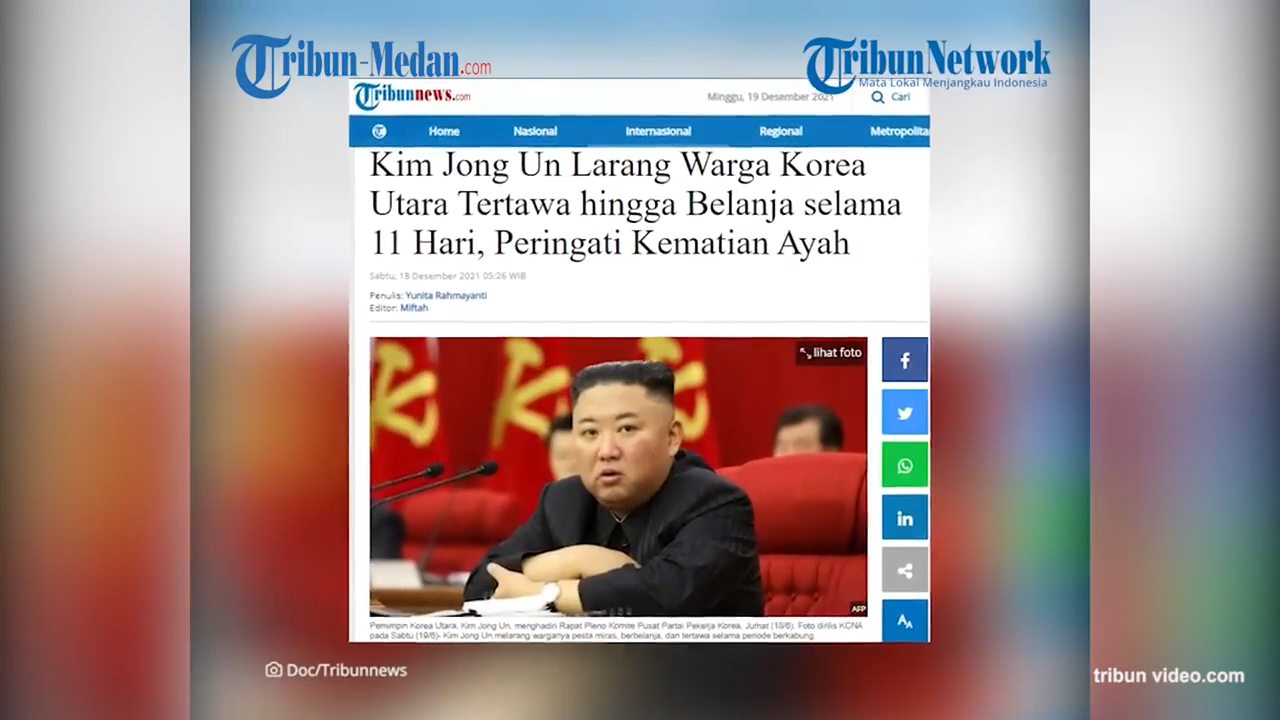 Tribun-Medan.com
TribunNetwork
Mata Lokal Menjangkau Indonesia
Tribunnews.com
Minggu, 19 Desember 2021
Cari
Home Nasional Internasional Regional Metropolita
Kim Jong Un Larang Warga Korea
Utara Tertawa hingga Belanja selama
11 Hari, Peringati Kematian Ayah
Sabtu, 18 Desember 2021 05:26 WIB
Penulis: Yunita Rahmayanti
Editor: Miftah
lihat foto
AFP
Pemimpin Korea Utara, Kim Jong Un, menghadiri Rapat Pleno Komite Pusat Partai Pekerja Korea, Jumat (18/6). Foto dirilis KCNA
pada Sabtu (19/6)- Kim Jong Un melarang warganya pesta miras, berbelanja, dan tertawa selama periode berkabung
AA
Doc/Tribunnews
tribun video.com